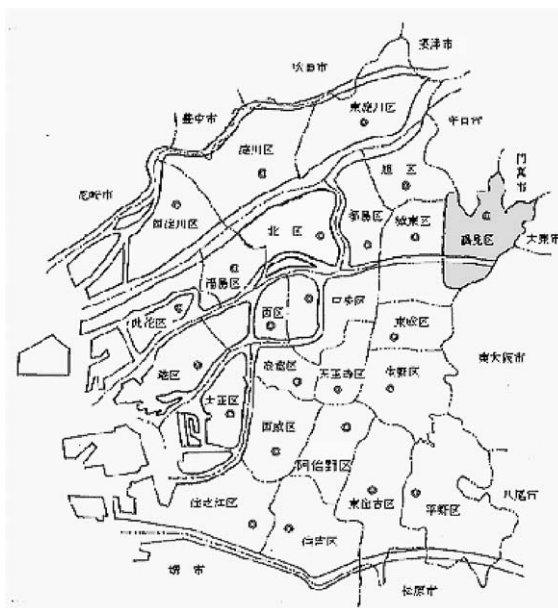 摂津市
吹田市
東淀川区
豊中市
守口市
淀川区
旭区
門真市
尼崎市
西淀川区
北区
都島区
城東区
鶴見区
大東市
福島区
此花区
西区
中央区
東成区
港区
浪速区
天王寺区
生野区
東大阪市
大正区
西成区
阿倍野区
住之江区
住吉区
東住吉区
平野区
八尾市
堺市
松原市